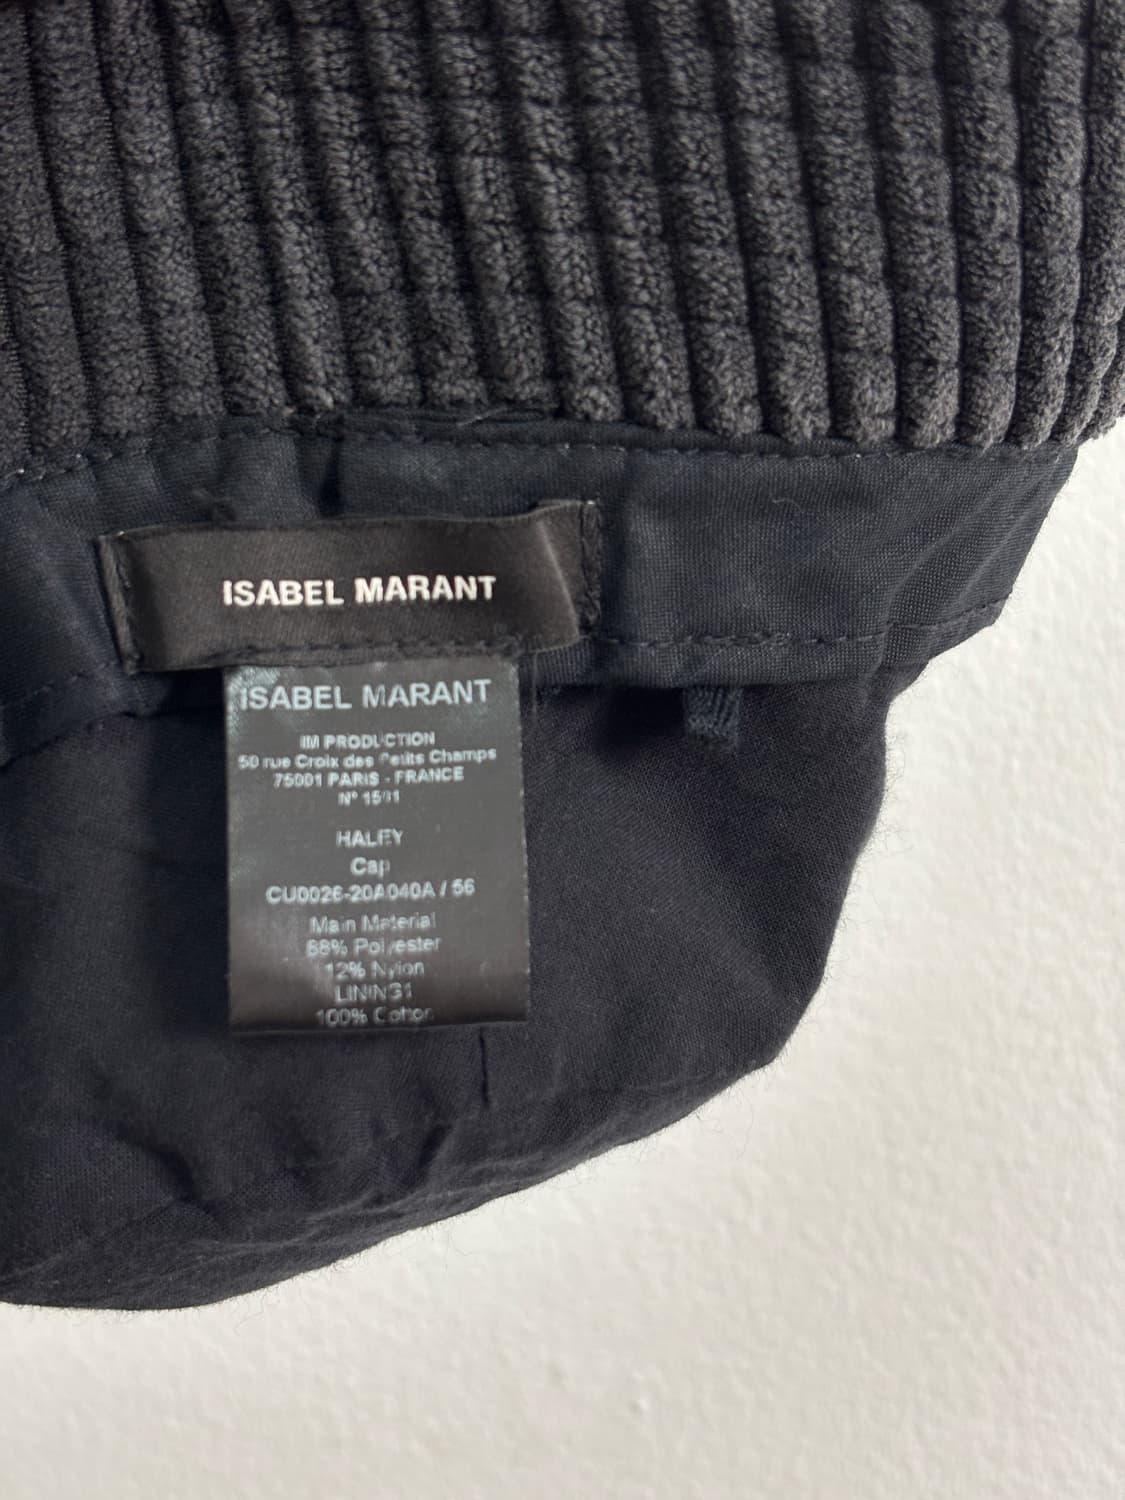 ISABEL MARANT
ISABEL MARANT
IM PRODUCTION
50 rue Croix des Petits Champs
75001 PARIS - FRANCE
N°
HALEY
Cap
CU0026-20A040A / 56
Main Material
88% Polyester
12% Nylon
LINING1
100% Cotton